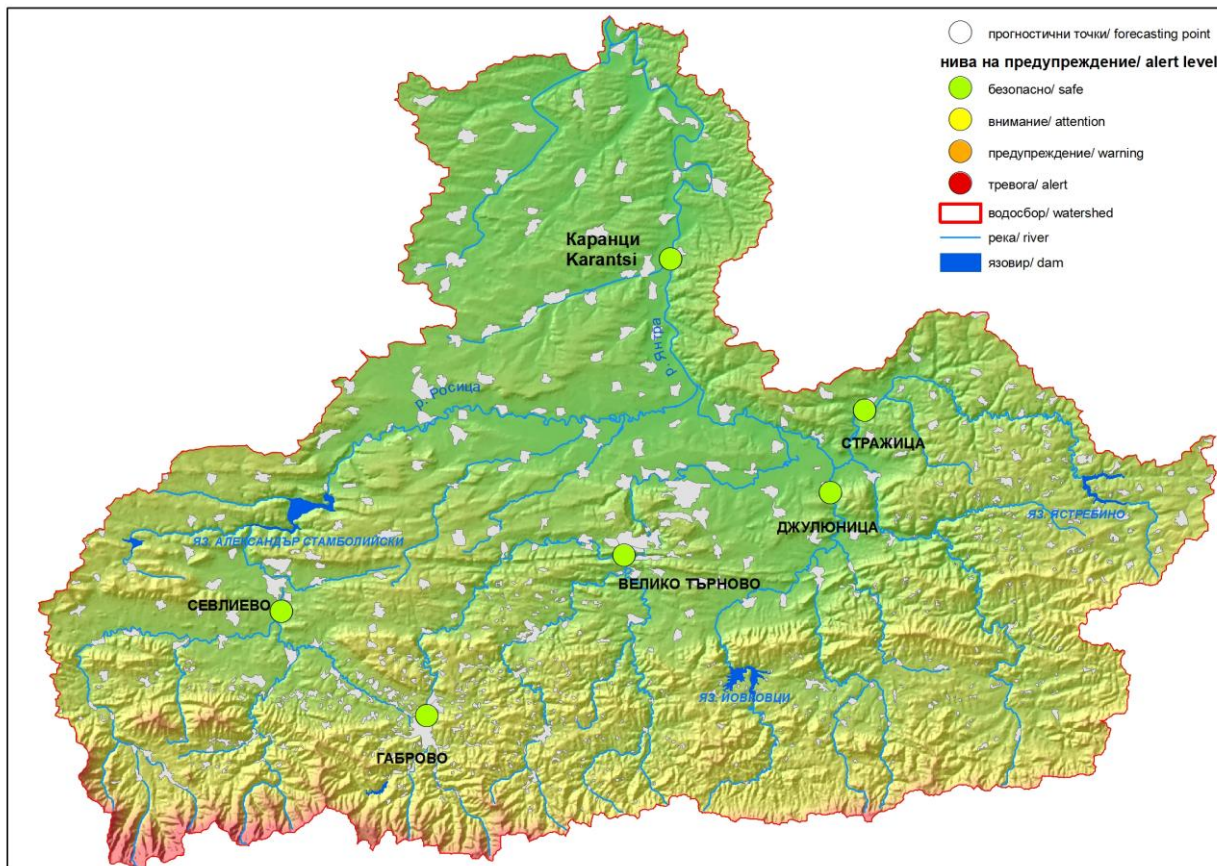 прогностични точки/ forecasting point
нива на предупреждение/ alert level
безопасно/ safe
внимание/ attention
предупреждение/ warning
тревога/ alert
водосбор/ watershed
река/ river
язовир/ dam
Каранци
Karantsi
р. Янтра
р. Росица
СТРАЖИЦА
ДЖУЛЮНИЦА
ЯЗ. ЯСТРЕБИНО
ЯЗ. АЛЕКСАНДЪР СТАМБОЛИЙСКИ
ВЕЛИКО ТЪРНОВО
СЕВЛИЕВО
ЯЗ. ЙОВКОВЦИ
ГАБРОВО